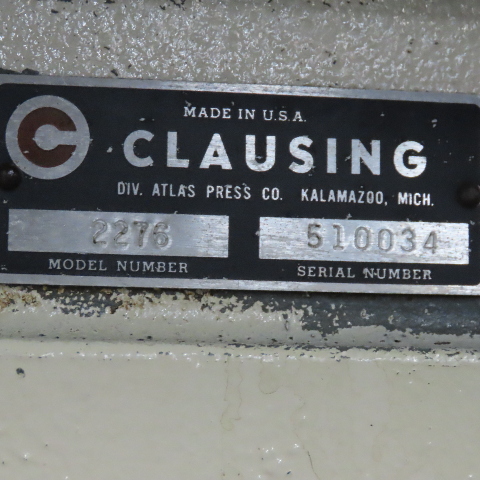 MADE IN U.S.A.
C CLAUSING
DIV. ATLAS PRESS CO. KALAMAZOO, MICH.
2276 510034
MODEL NUMBER SERIAL NUMBER